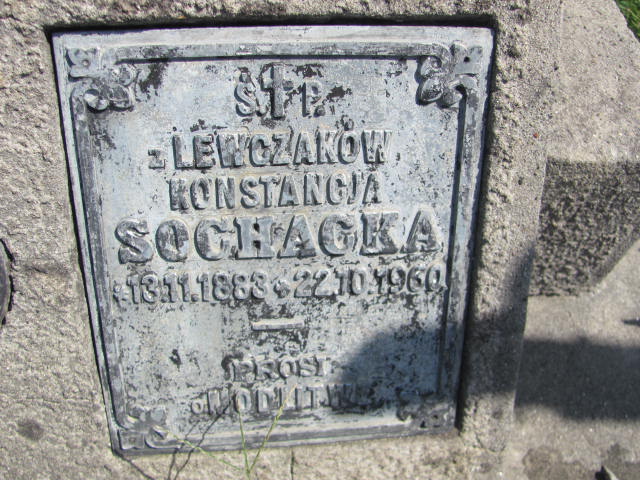 Ś.†P.
z LEWCZAKÓW
KONSTANCJA
SOCHACKA
*13.11.1883 †22.10.1960
PROSI
O MODLITWĘ